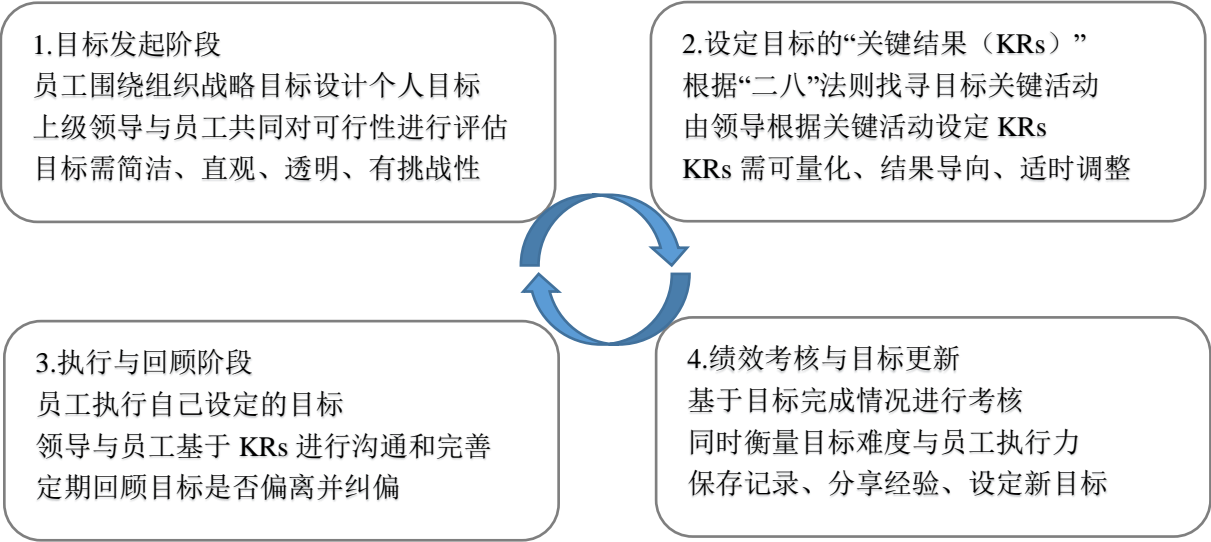 1.目标发起阶段
员工围绕组织战略目标设计个人目标
上级领导与员工共同对可行性进行评估
目标需简洁、直观、透明、有挑战性
2.设定目标的“关键结果（KRs）”
根据“二八”法则找寻目标关键活动
由领导根据关键活动设定 KRs
KRs 需可量化、结果导向、适时调整
3.执行与回顾阶段
员工执行自己设定的目标
领导与员工基于 KRs 进行沟通和完善
定期回顾目标是否偏离并纠偏
4.绩效考核与目标更新
基于目标完成情况进行考核
同时衡量目标难度与员工执行力
保存记录、分享经验、设定新目标